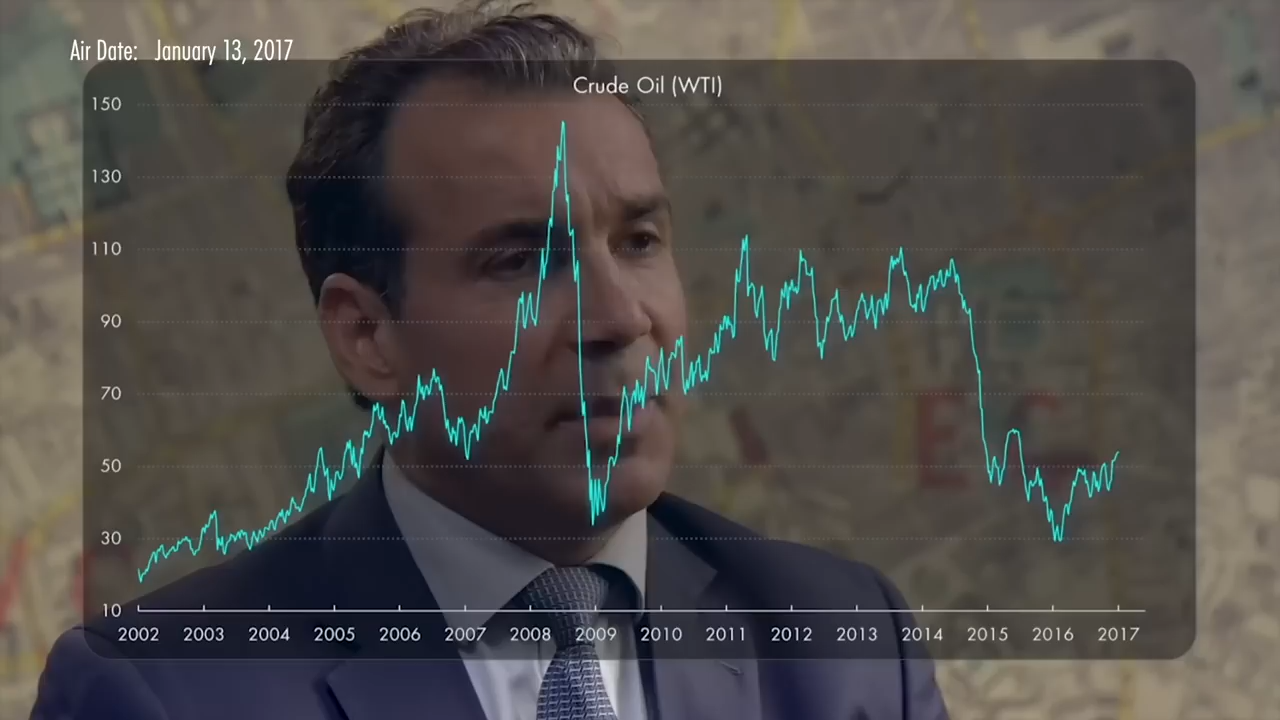 Air Date: January 13, 2017
Crude Oil (WTI)
150
130
110
90
70
50
30
10
2002 2003 2004 2005 2006 2007 2008 2009 2010 2011 2012 2013 2014 2015 2016 2017